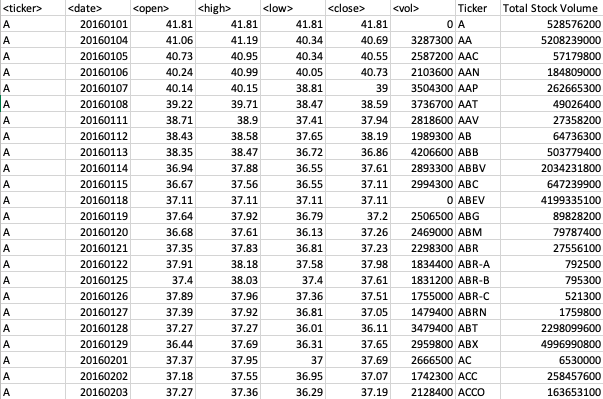 <ticker> <date> <open> <high> <low> <close> <vol> Ticker Total Stock Volume
A 20160101 41.81 41.81 41.81 41.81 0 A 528576200
A 20160104 41.06 41.19 40.34 40.69 3287300 AA 5208239000
A 20160105 40.73 40.95 40.34 40.55 2587200 AAC 57179800
A 20160106 40.24 40.99 40.05 40.73 2103600 AAN 184809000
A 20160107 40.14 40.15 38.81 39 3504300 AAP 262665300
A 20160108 39.22 39.71 38.47 38.59 3736700 AAT 49026400
A 20160111 38.71 38.9 37.41 37.94 2818600 AAV 27358200
A 20160112 38.43 38.58 37.65 38.19 1989300 AB 64736300
A 20160113 38.35 38.47 36.72 36.86 4206600 ABB 503779400
A 20160114 36.94 37.88 36.55 37.61 2893300 ABBV 2034231800
A 20160115 36.67 37.56 36.55 37.11 2994300 ABC 647239900
A 20160118 37.11 37.11 37.11 37.11 0 ABEV 4199335100
A 20160119 37.64 37.92 36.79 37.2 2506500 ABG 89828200
A 20160120 36.68 37.61 36.13 37.26 2469000 ABM 79787400
A 20160121 37.35 37.83 36.81 37.23 2298300 ABR 27556100
A 20160122 37.91 38.18 37.58 37.98 1834400 ABR-A 792500
A 20160125 37.4 38.03 37.4 37.61 1831200 ABR-B 795300
A 20160126 37.89 37.96 37.36 37.51 1755000 ABR-C 521300
A 20160127 37.39 37.92 36.81 37.05 1479400 ABRN 1759800
A 20160128 37.27 37.27 36.01 36.11 3479400 ABT 2298099600
A 20160129 36.44 37.69 36.31 37.65 2959800 ABX 4996990800
A 20160201 37.37 37.95 37 37.69 2666500 AC 6530000
A 20160202 37.18 37.55 36.95 37.07 1742300 ACC 258457600
A 20160203 37.27 37.36 36.29 37.19 2128400 ACCO 163653100